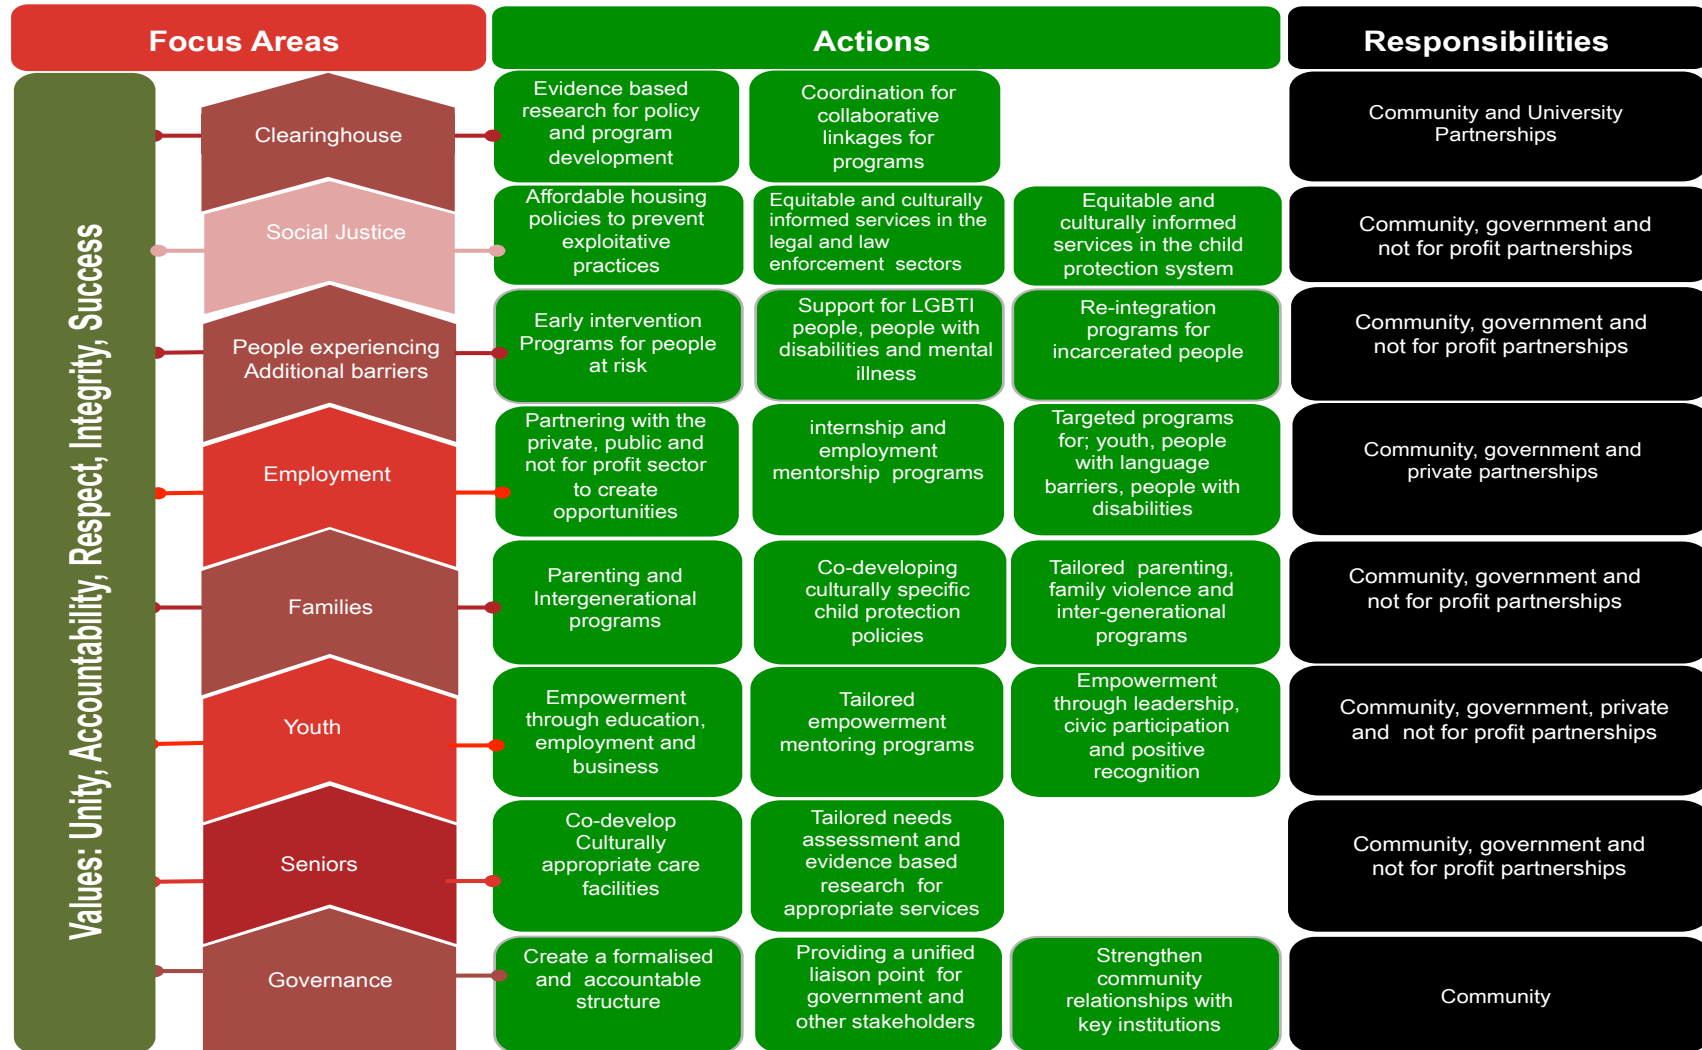 Focus Areas
Actions
Responsibilities
Values: Unity, Accountability, Respect, Integrity, Success
Clearinghouse
Evidence based
research for policy
and program
development
Coordination for
collaborative
linkages for
programs
Community and University
Partnerships
Social Justice
Affordable housing
policies to prevent
exploitative
practices
Equitable and culturally
informed services in the
legal and law
enforcement sectors
Equitable and
culturally informed
services in the child
protection system
Community, government and
not for profit partnerships
People experiencing
Additional barriers
Early intervention
Programs for people
at risk
Support for LGBTI
people, people with
disabilities and mental
illness
Re-integration
programs for
incarcerated people
Community, government and
not for profit partnerships
Employment
Partnering with the
private, public and
not for profit sector
to create
opportunities
internship and
employment
mentorship programs
Targeted programs
for; youth, people
with language
barriers, people with
disabilities
Community, government and
private partnerships
Families
Parenting and
Intergenerational
programs
Co-developing
culturally specific
child protection
policies
Tailored parenting,
family violence and
inter-generational
programs
Community, government and
not for profit partnerships
Youth
Empowerment
through education,
employment and
business
Tailored
empowerment
mentoring programs
Empowerment
through leadership,
civic participation
and positive
recognition
Community, government, private
and not for profit partnerships
Seniors
Co-develop
Culturally
appropriate care
facilities
Tailored needs
assessment and
evidence based
research for
appropriate services
Community, government and
not for profit partnerships
Governance
Create a formalised
and accountable
structure
Providing a unified
liaison point for
government and
other stakeholders
Strengthen
community
relationships with
key institutions
Community